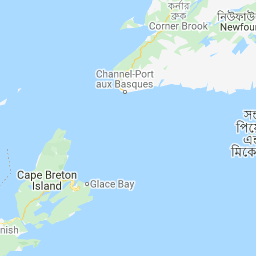 কর্নার
ব্রুক
Corner Brook
নিউফাউ
Newfou
Channel-Port
aux Basques
পিয়ে
মিকে
Cape Breton
Island
Glace Bay
nish